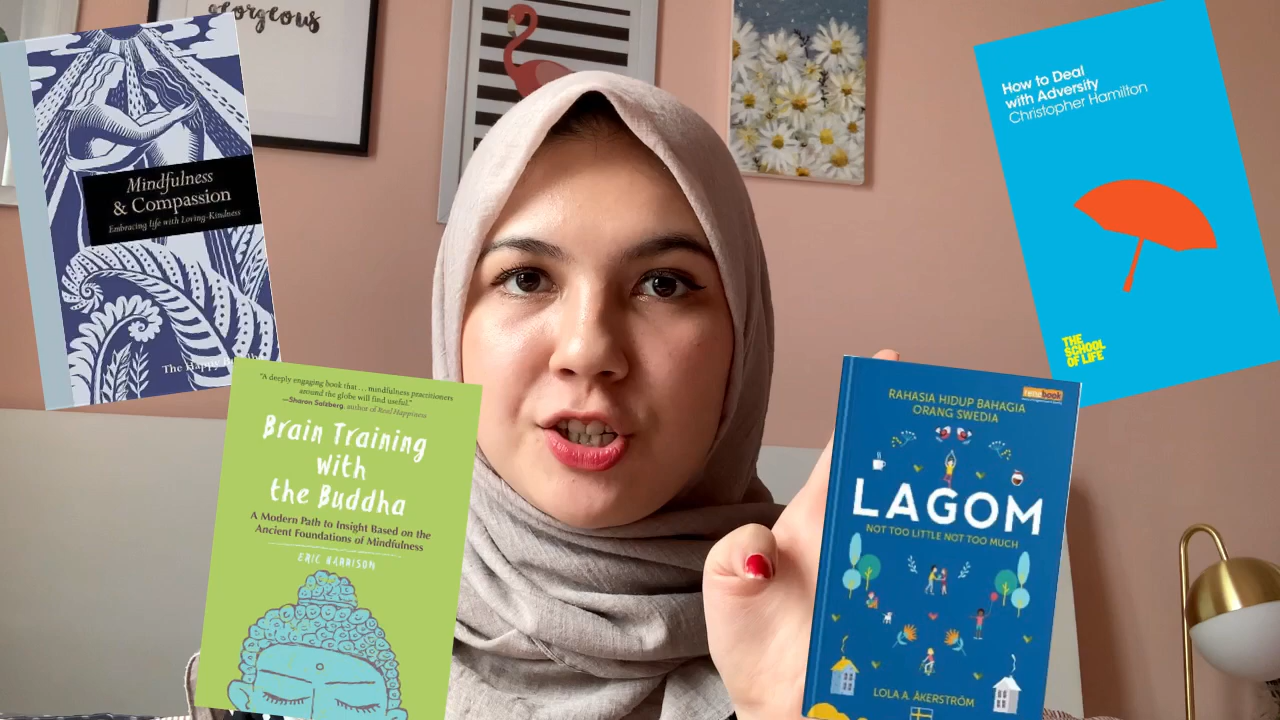 gorgeous
Mindfulness
& Compassion
Embracing life with Loving-Kindness
The Happy
"A deeply engaging book that . . . mindfulness practitioners
around the globe will find useful."
—Sharon Salzberg, author of Real Happiness
Brain Training
with
the Buddha
A Modern Path to Insight Based on the
Ancient Foundations of Mindfulness
ERIC HARRISON
How to Deal
with Adversity
Christopher Hamilton
THE
SCHOOL
OF LIFE
renebook
RAHASIA HIDUP BAHAGIA
ORANG SWEDIA
LAGOM
NOT TOO LITTLE NOT TOO MUCH
LOLA A. ÅKERSTRÖM